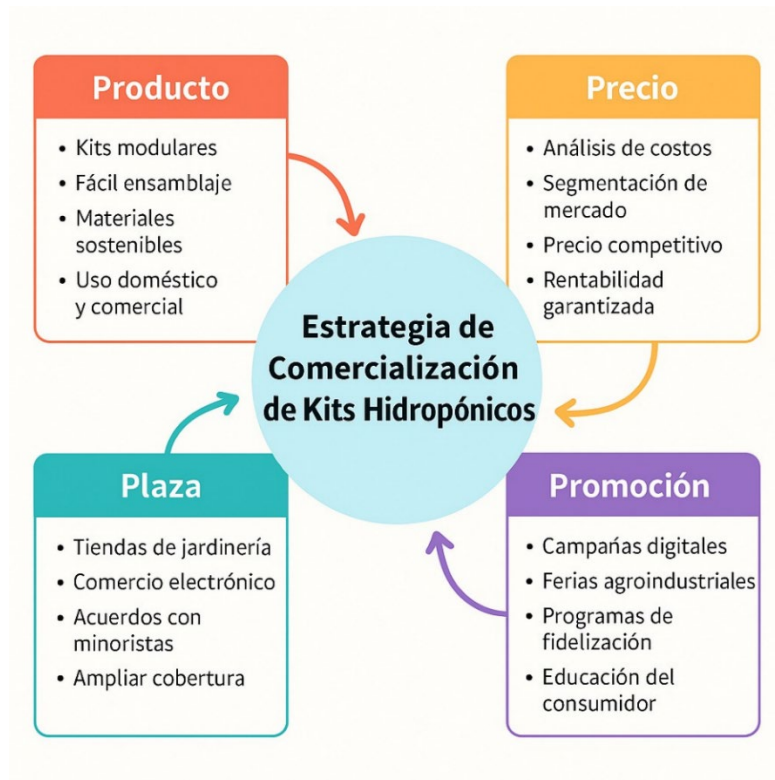 Producto
• Kits modulares
• Fácil ensamblaje
• Materiales
sostenibles
• Uso doméstico
y comercial
Precio
• Análisis de costos
• Segmentación de
mercado
• Precio competitivo
• Rentabilidad
garantizada
Estrategia de
Comercialización
de Kits Hidropónicos
Plaza
• Tiendas de jardinería
• Comercio electrónico
• Acuerdos con
minoristas
• Ampliar cobertura
Promoción
• Campańas digitales
• Ferias agroindustriales
• Programas de
fidelización
• Educación del
consumidor